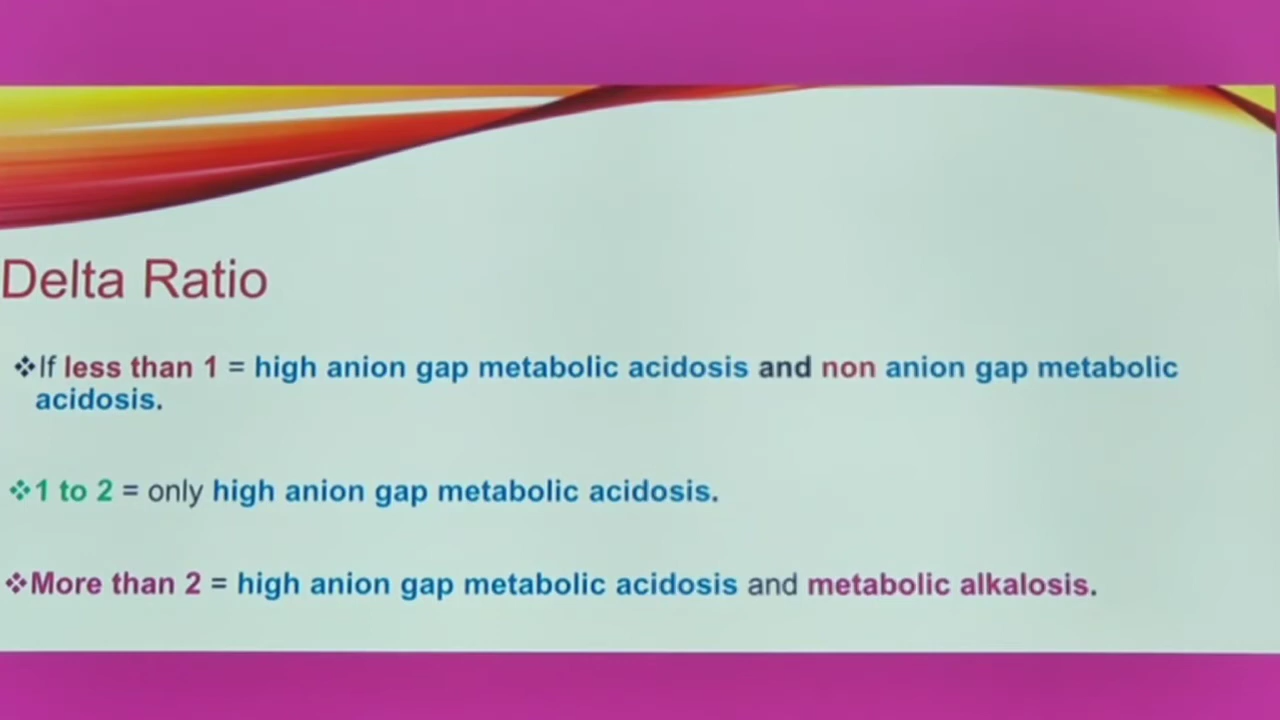 Delta Ratio
❖If less than 1 = high anion gap metabolic acidosis and non anion gap metabolic
acidosis.
❖1 to 2 = only high anion gap metabolic acidosis.
❖More than 2 = high anion gap metabolic acidosis and metabolic alkalosis.